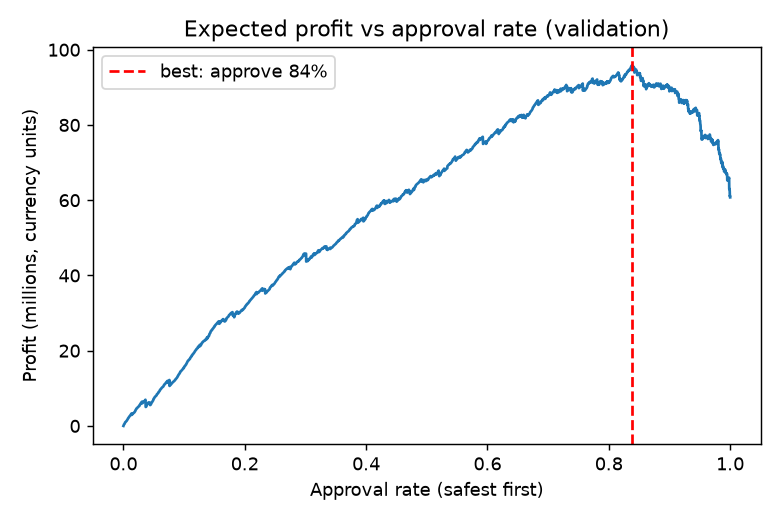 Expected profit vs approval rate (validation)
best: approve 84%
Profit (millions, currency units)
100
80
60
40
20
0
0.0 0.2 0.4 0.6 0.8 1.0
Approval rate (safest first)